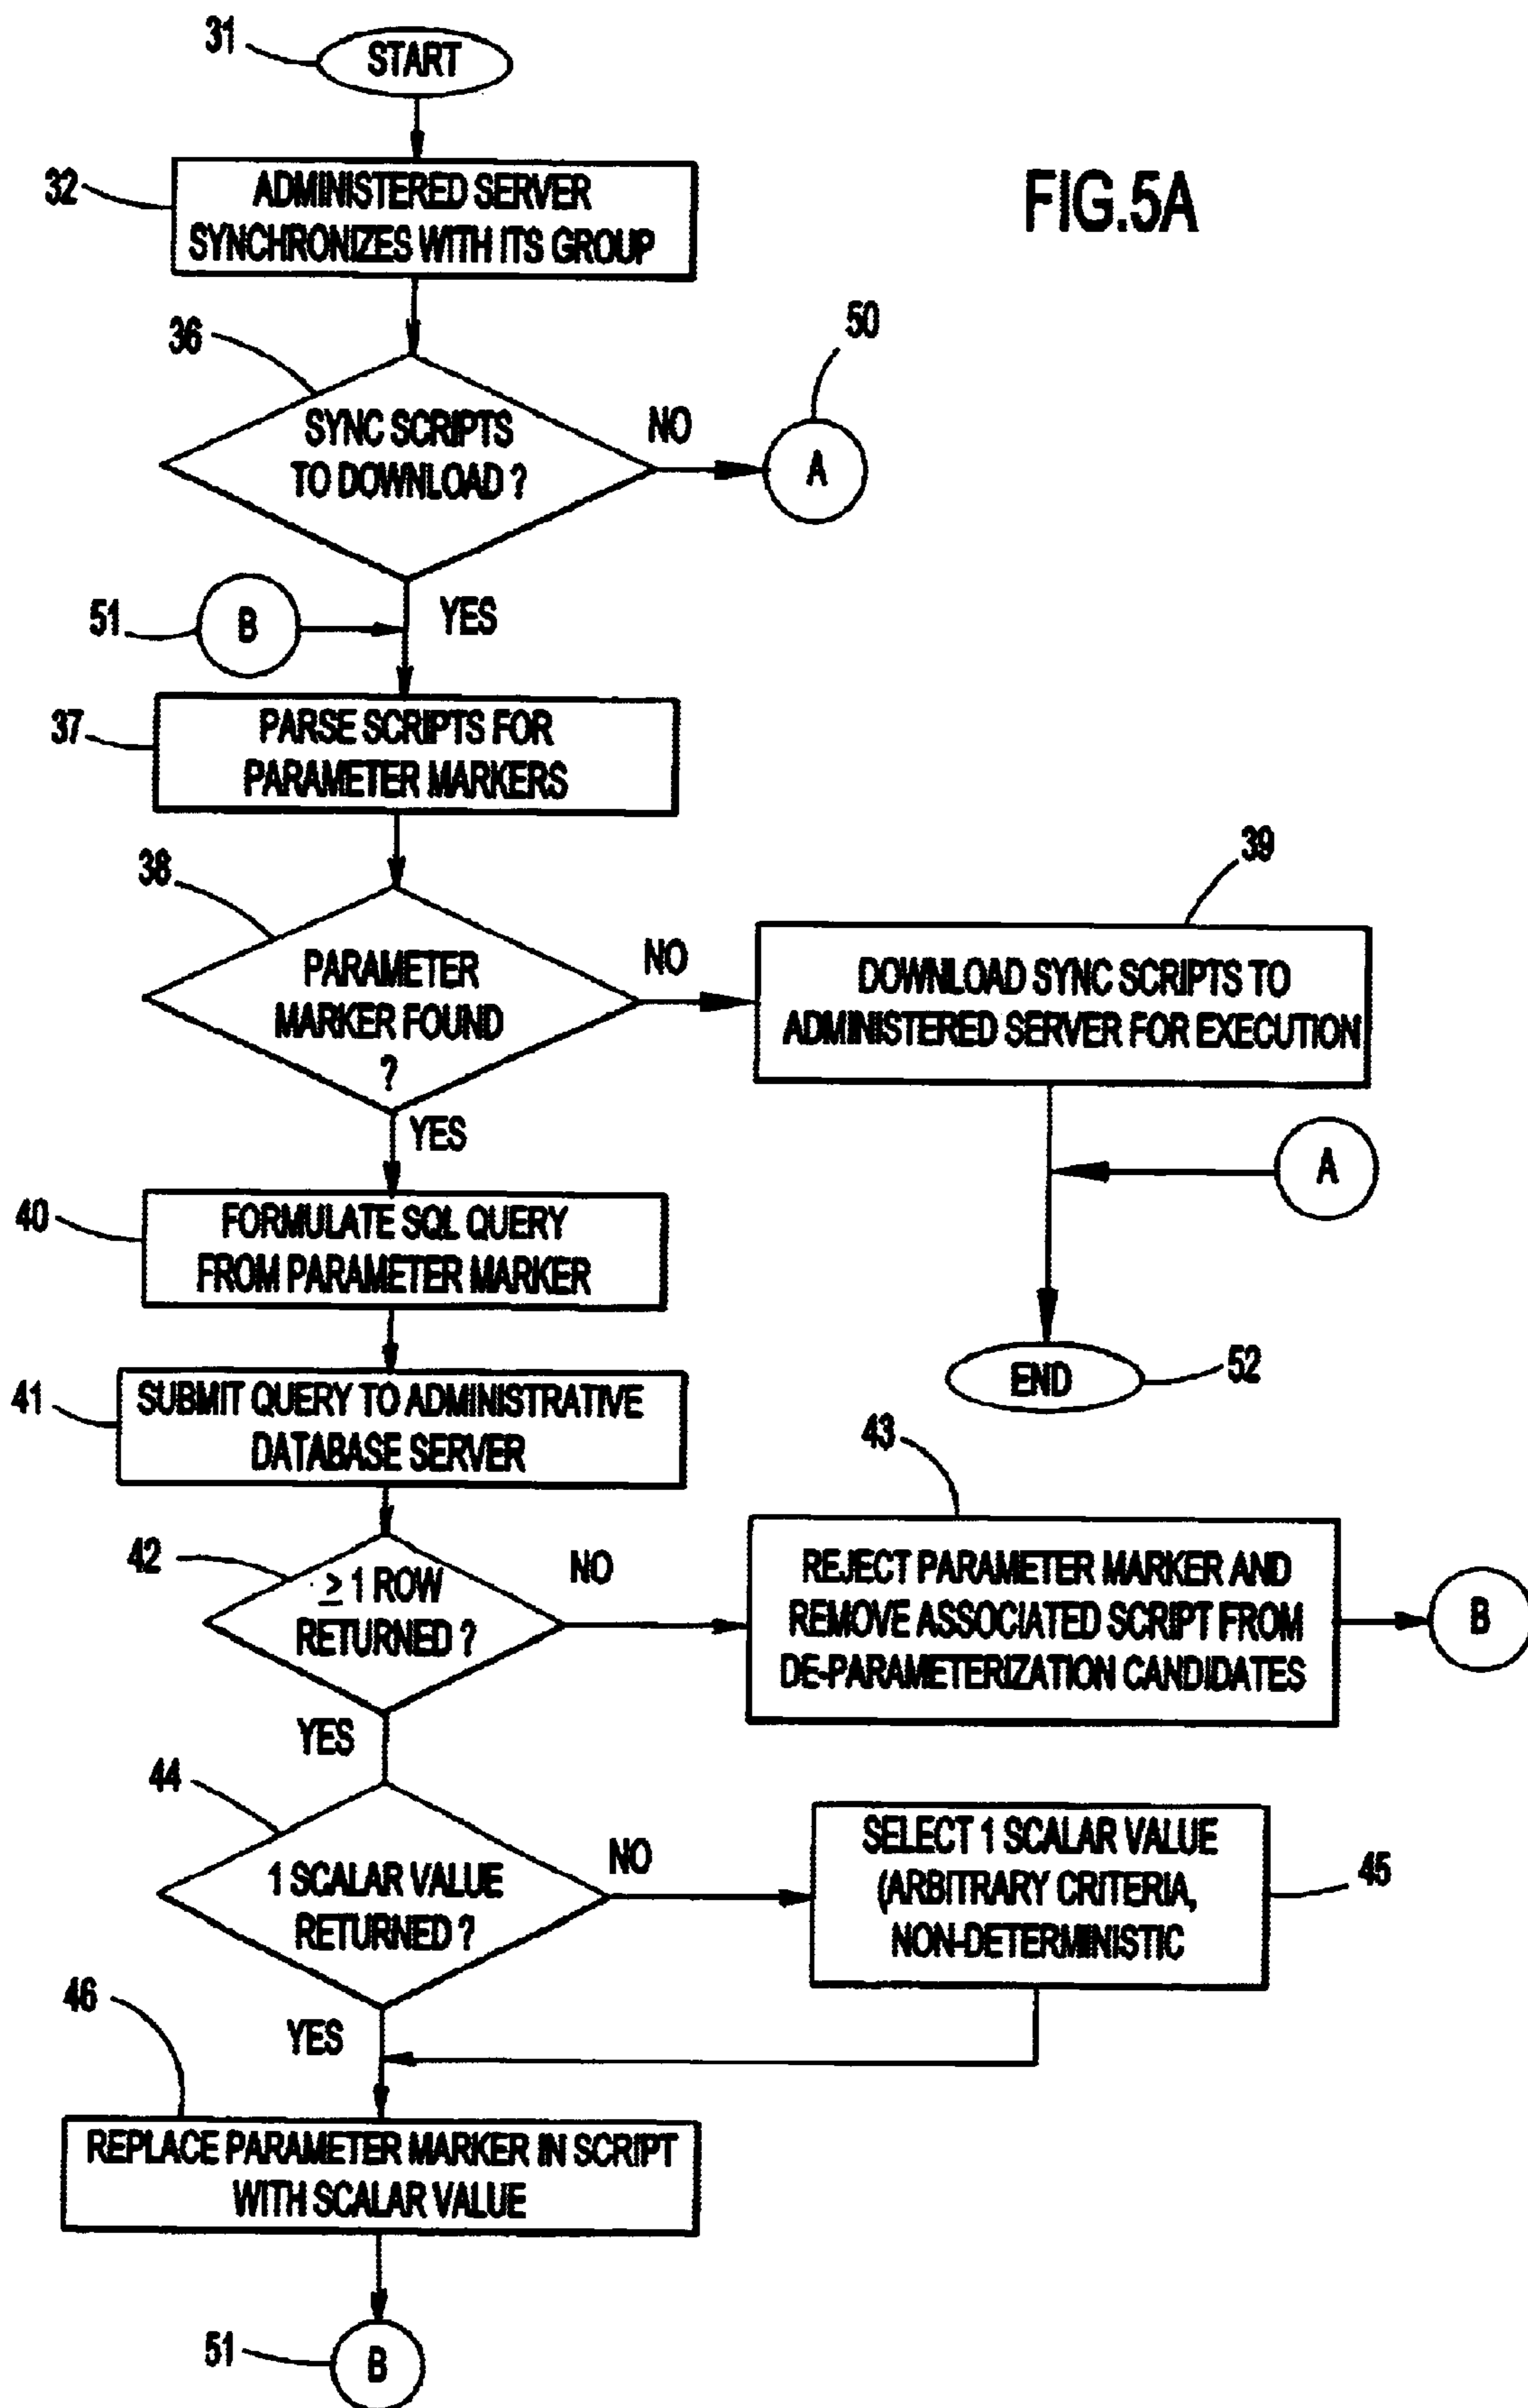 31
START
FIG.5A
32
ADMINISTERED SERVER
SYNCHRONIZES WITH ITS GROUP
36
SYNC SCRIPTS
TO DOWNLOAD ?
NO
50
A
51
B
YES
37
PARSE SCRIPTS FOR
PARAMETER MARKERS
38
PARAMETER
MARKER FOUND
?
NO
39
DOWNLOAD SYNC SCRIPTS TO
ADMINISTERED SERVER FOR EXECUTION
A
END
52
YES
40
FORMULATE SQL QUERY
FROM PARAMETER MARKER
41
SUBMIT QUERY TO ADMINISTRATIVE
DATABASE SERVER
42
≥ 1 ROW
RETURNED ?
NO
43
REJECT PARAMETER MARKER AND
REMOVE ASSOCIATED SCRIPT FROM
DE-PARAMETERIZATION CANDIDATES
B
YES
44
1 SCALAR VALUE
RETURNED ?
NO
SELECT 1 SCALAR VALUE
(ARBITRARY CRITERIA,
NON-DETERMINISTIC
45
YES
46
REPLACE PARAMETER MARKER IN SCRIPT
WITH SCALAR VALUE
51
B